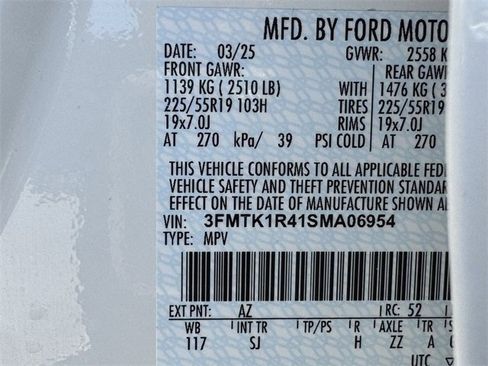 MFD. BY FORD MOTO
DATE: 03/25 GVWR: 2558 K
FRONT GAWR: REAR GAW
1139 KG ( 2510 LB) WITH 1476 KG ( 3
225/55R19 103H TIRES 225/55R19
19x7.0J RIMS 19x7.0J
AT 270 kPa/ 39 PSI COLD AT 270
THIS VEHICLE CONFORMS TO ALL APPLICABLE FED
VEHICLE SAFETY AND THEFT PREVENTION STANDAR
EFFECT ON THE DATE OF MANUFACTURE SHOWN A
VIN: 3FMTK1R41SMA06954
TYPE: MPV
EXT PNT: AZ RC: 52
WB INT TR TP/PS R AXLE TR S
117 SJ H ZZ A
UTC